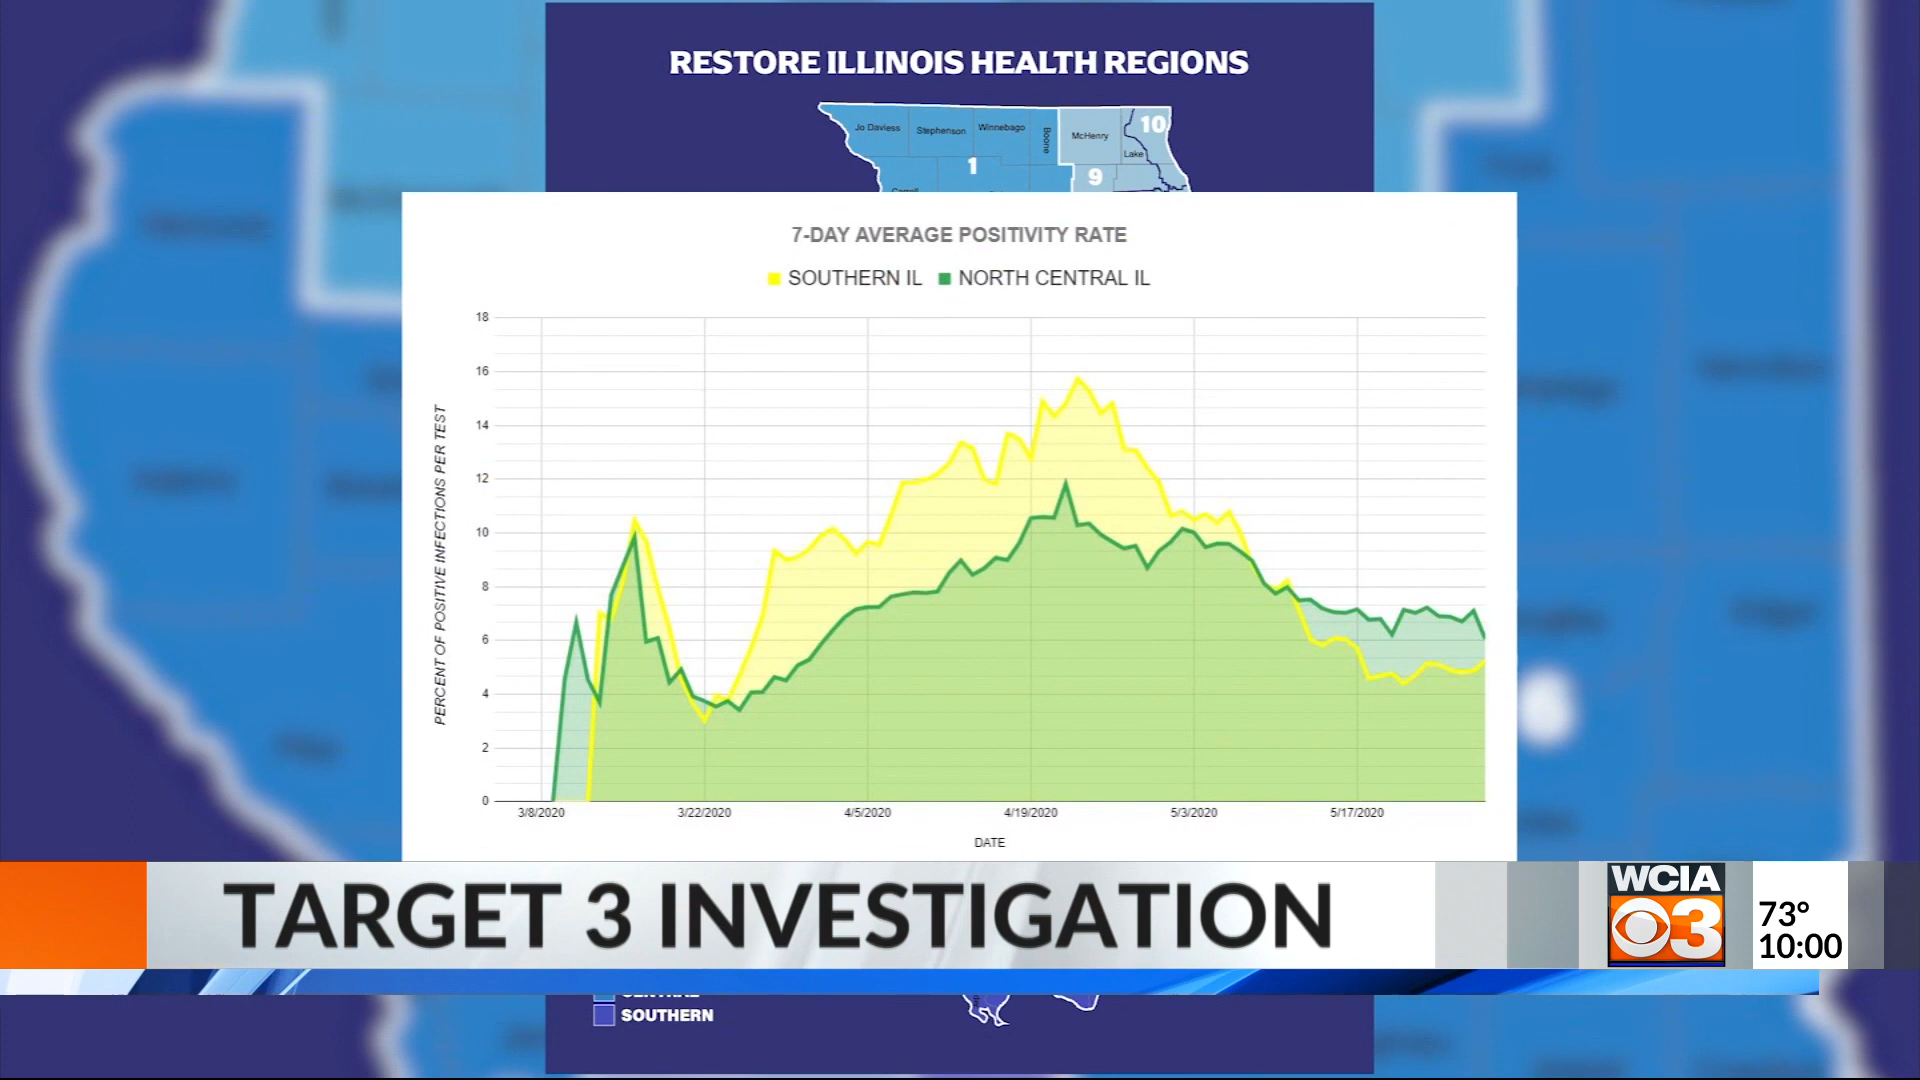 RESTORE ILLINOIS HEALTH REGIONS
Jo Daviess
Stephenson
Winnebago
Boone
McHenry
Lake
10
1
9
7-DAY AVERAGE POSITIVITY RATE
SOUTHERN IL NORTH CENTRAL IL
PERCENT OF POSITIVE INFECTIONS PER TEST
18
16
14
12
10
8
6
4
2
0
3/8/2020 3/22/2020 4/5/2020 4/19/2020 5/3/2020 5/17/2020
DATE
6
TARGET 3 INVESTIGATION
WCIA
3
73°
10:00
SOUTHERN